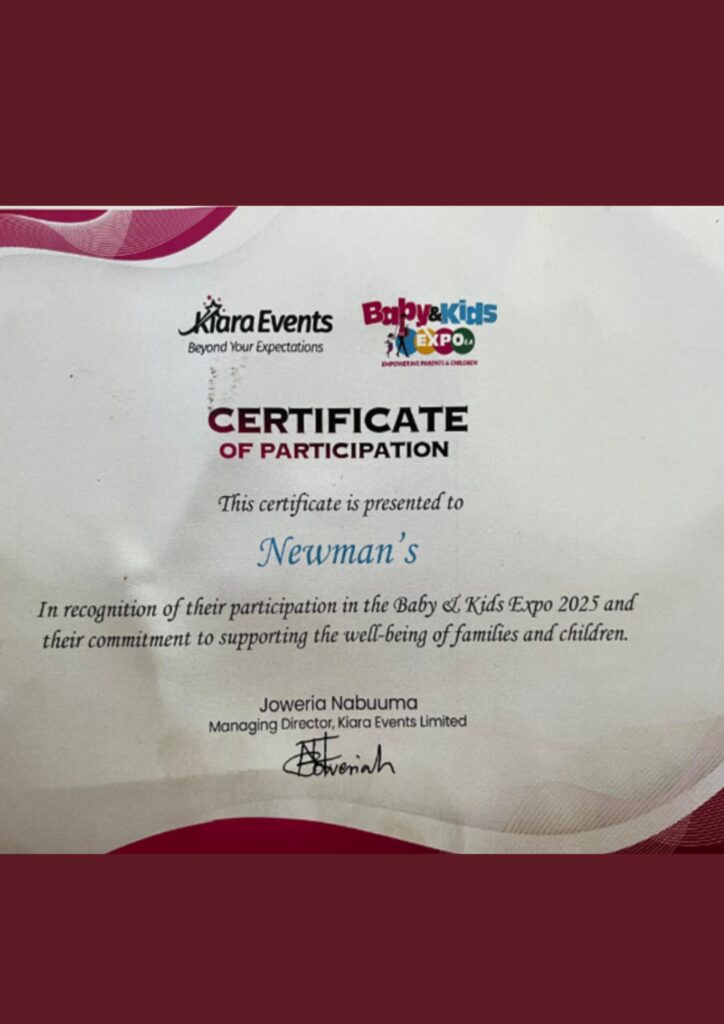 Kiara Events
Beyond Your Expectations
Baby & Kids
EXPO E.A
EMPOWERING PARENTS & CHILDREN
CERTIFICATE
OF PARTICIPATION
This certificate is presented to
Newman's
In recognition of their participation in the Baby & Kids Expo 2025 and
their commitment to supporting the well-being of families and children.
Joweria Nabuuma
Managing Director, Kiara Events Limited